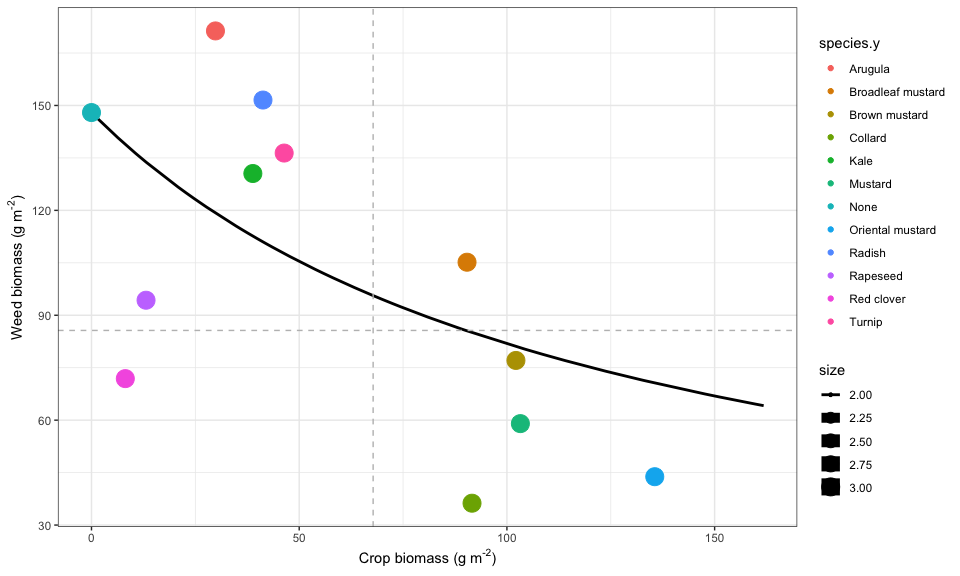 150
120
90
60
30
0
50
100
150
Weed biomass (g m⁻²)
Crop biomass (g m⁻²)
species.y
Arugula
Broadleaf mustard
Brown mustard
Collard
Kale
Mustard
None
Oriental mustard
Radish
Rapeseed
Red clover
Turnip
size
2.00
2.25
2.50
2.75
3.00